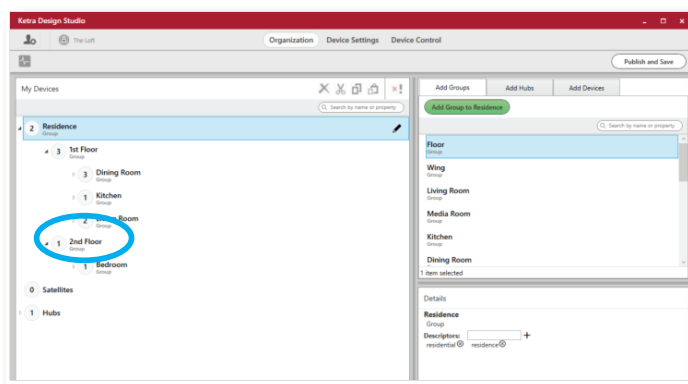 Ketra Design Studio
The Loft
Organization Device Settings Device Control
Publish and Save
My Devices
Search by name or property
2 Residence
Group
3 1st Floor
Group
3 Dining Room
Group
1 Kitchen
Group
2 Room
Group
1 2nd Floor
Group
1 Bedroom
Group
0 Satellites
1 Hubs
Add Groups Add Hubs Add Devices
Add Group to Residence
Search by name or property
Floor
Group
Wing
Group
Living Room
Group
Media Room
Group
Kitchen
Group
Dining Room
1 item selected
Details
Residence
Group
Descriptors: +
residential residence